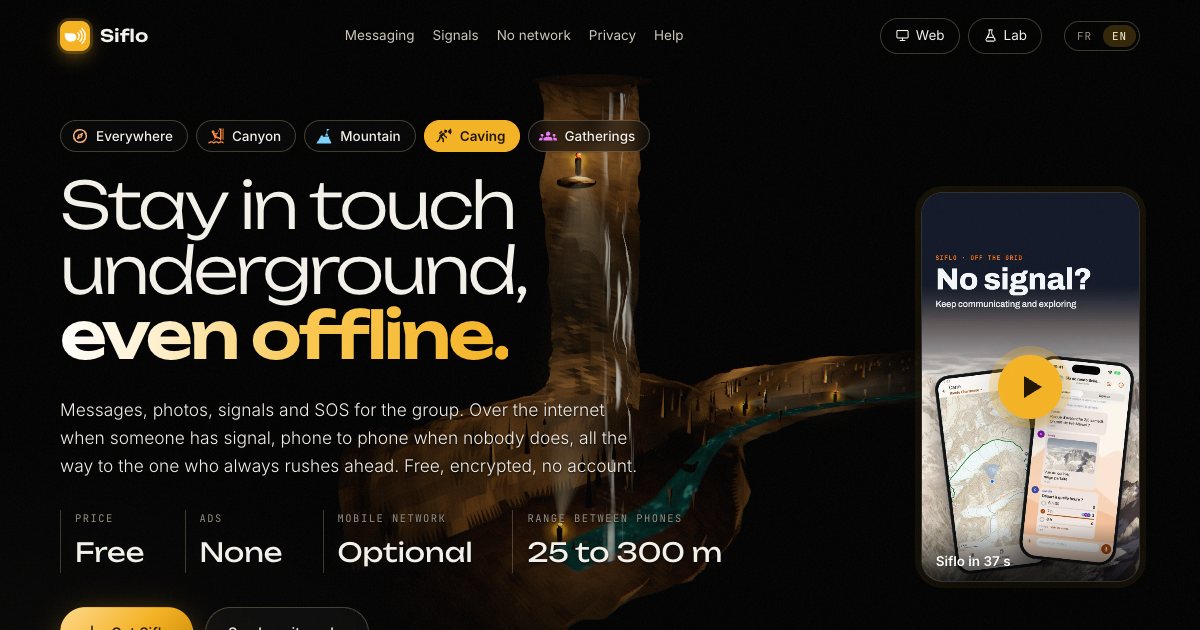 Siflo
Messaging Signals No network Privacy Help
Web Lab FR EN
Everywhere Canyon Mountain Caving Gatherings
Stay in touch
underground,
even offline.
Messages, photos, signals and SOS for the group. Over the internet
when someone has signal, phone to phone when nobody does, all the
way to the one who always rushes ahead. Free, encrypted, no account.
PRICE
Free
ADS
None
MOBILE NETWORK
Optional
RANGE BETWEEN PHONES
25 to 300 m
SIFLO · OFF THE GRID
No signal?
Keep communicating and exploring
Siflo in 37 s